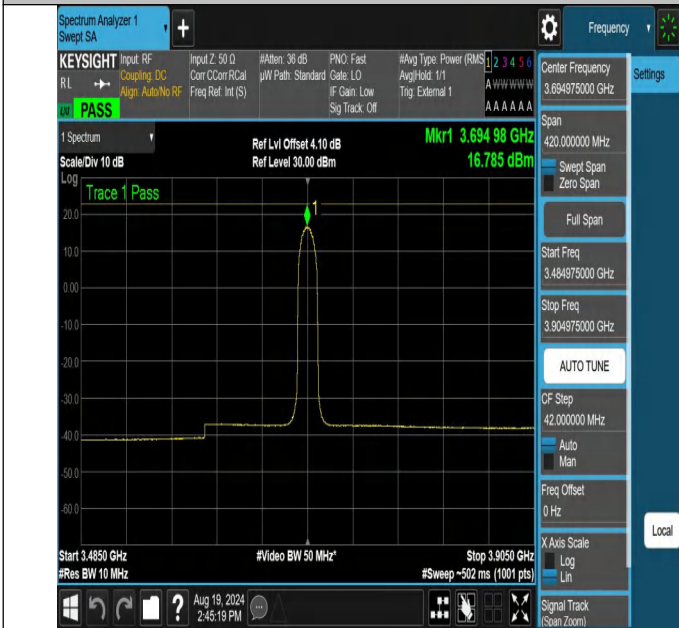 Spectrum Analyzer 1
Swept SA
Frequency
KEYSIGHT
RL
PASS
Input: RF
Coupling: DC
Align: Auto/No RF
Input Z: 50 Ω
Corr CCorr RCal
Freq Ref: Int (S)
#Atten: 36 dB
µW Path: Standard
PNO: Fast
Gate: LO
IF Gain: Low
Sig Track: Off
#Avg Type: Power (RMS
Avg|Hold: 1/1
Trig: External 1
1 2 3 4 5 6
A W W W W W
A A A A A A
1 Spectrum
Scale/Div 10 dB
Ref Lvl Offset 4.10 dB
Ref Level 30.00 dBm
Mkr1 3.694 98 GHz
16.785 dBm
Log
Trace 1 Pass
1
20.0
10.0
0.00
-10.0
-20.0
-30.0
-40.0
-50.0
-60.0
Start 3.4850 GHz
#Res BW 10 MHz
#Video BW 50 MHz*
Stop 3.9050 GHz
#Sweep ~502 ms (1001 pts)
Aug 19, 2024
2:45:19 PM
Center Frequency
3.694975000 GHz
Span
420.000000 MHz
Swept Span
Zero Span
Full Span
Start Freq
3.484975000 GHz
Stop Freq
3.904975000 GHz
AUTO TUNE
CF Step
42.000000 MHz
Auto
Man
Freq Offset
0 Hz
X Axis Scale
Log
Lin
Signal Track
(Span Zoom)
Settings
Local